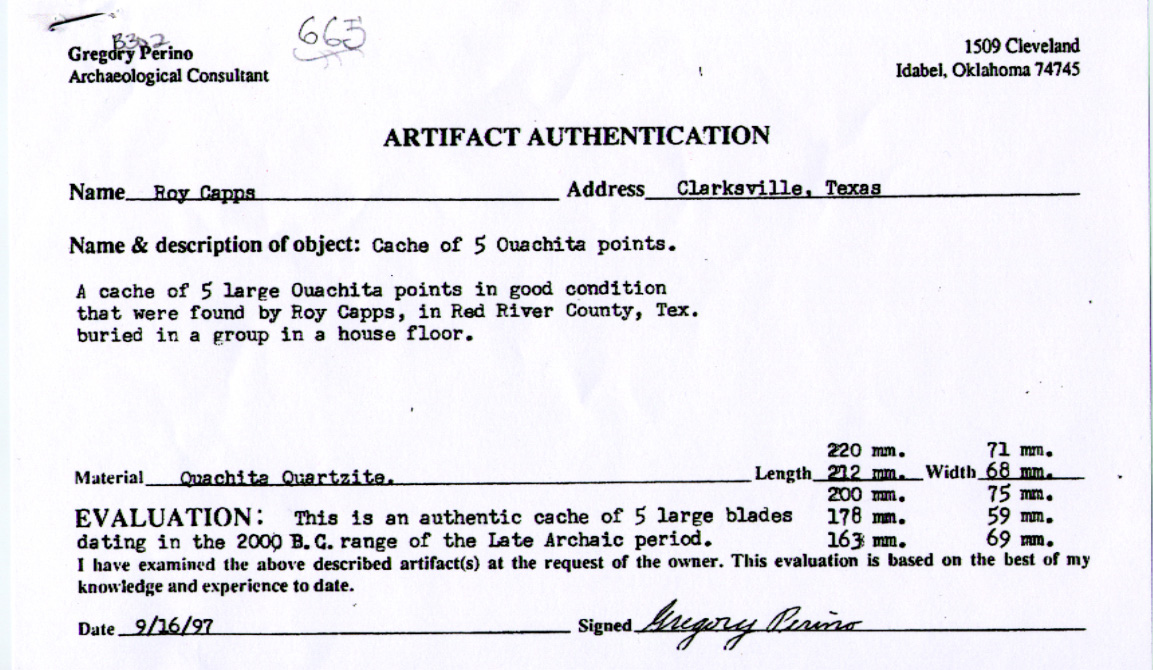 B302
665
Gregory Perino
1509 Cleveland
Archaeological Consultant
Idabel, Oklahoma 74745
ARTIFACT AUTHENTICATION
Name Roy Capps Address Clarksville, Texas
Name & description of object: Cache of 5 Ouachita points.
A cache of 5 large Ouachita points in good condition
that were found by Roy Capps, in Red River County, Tex.
buried in a group in a house floor.
220 mm. 71 mm.
Material Ouachita Quartzite. Length 212 mm. Width 68 mm.
200 mm. 75 mm.
EVALUATION: This is an authentic cache of 5 large blades 178 mm. 59 mm.
dating in the 2000 B.C. range of the Late Archaic period. 163 mm. 69 mm.
I have examined the above described artifact(s) at the request of the owner. This evaluation is based on the best of my
knowledge and experience to date.
Date 9/16/97 Signed Gregory Perino